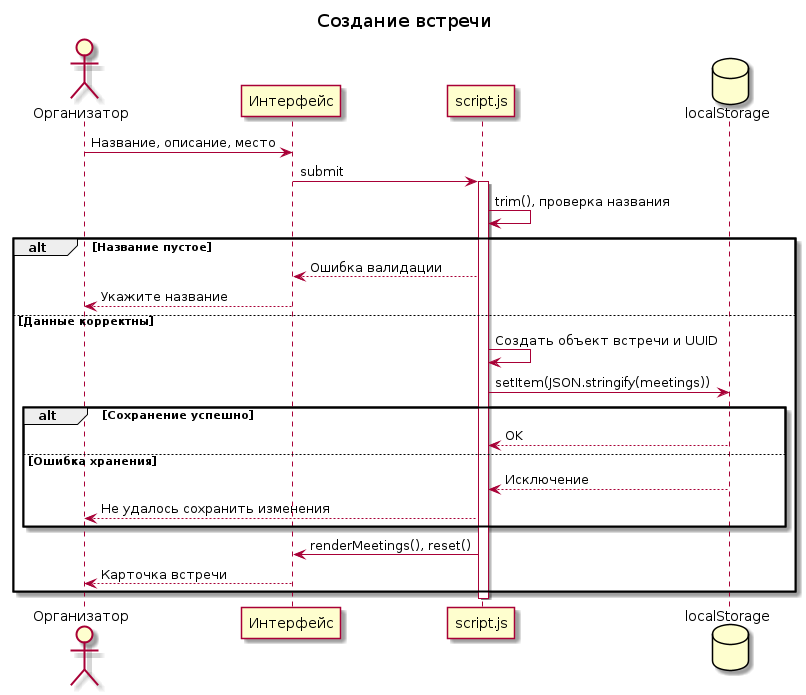 Создание встречи
Организатор
Интерфейс
script.js
localStorage
Название, описание, место
submit
trim(), проверка названия
alt [Название пустое]
Ошибка валидации
Укажите название
[Данные корректны]
Создать объект встречи и UUID
setItem(JSON.stringify(meetings))
alt [Сохранение успешно]
OK
[Ошибка хранения]
Исключение
Не удалось сохранить изменения
renderMeetings(), reset()
Карточка встречи
Организатор
Интерфейс
script.js
localStorage